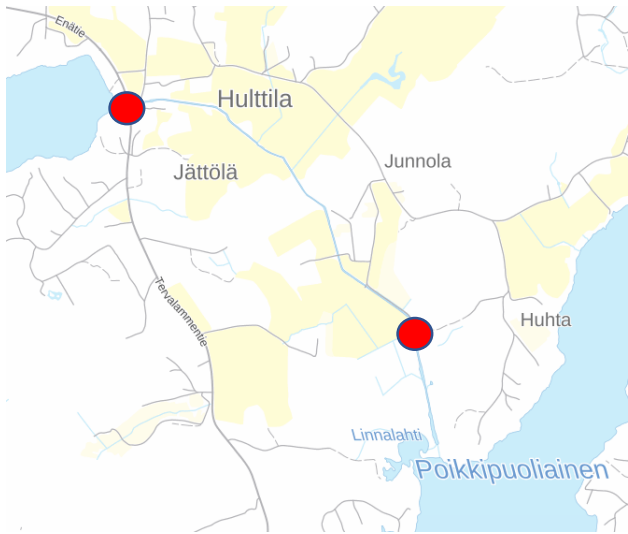 Enätie
Hulttila
Junnola
Jättölä
Tervalammentie
Huhta
Linnalahti
Poikkipuoliainen